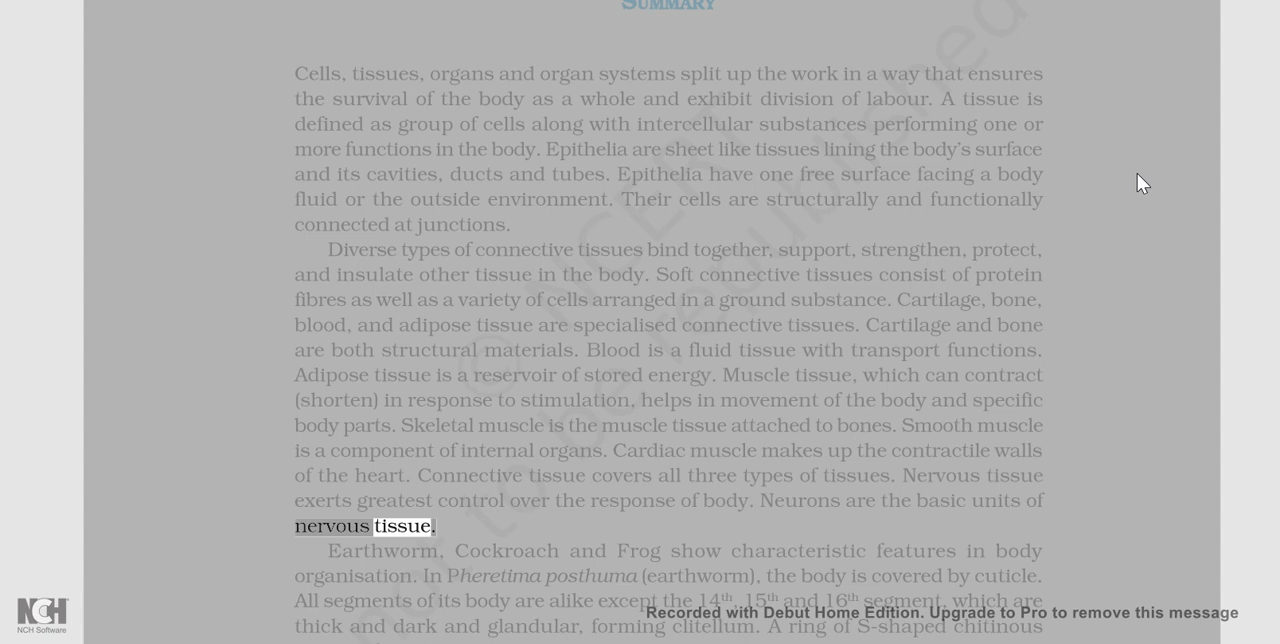 SUMMARY
Cells, tissues, organs and organ systems split up the work in a way that ensures
the survival of the body as a whole and exhibit division of labour. A tissue is
defined as group of cells along with intercellular substances performing one or
more functions in the body. Epithelia are sheet like tissues lining the body's surface
and its cavities, ducts and tubes. Epithelia have one free surface facing a body
fluid or the outside environment. Their cells are structurally and functionally
connected at junctions.
Diverse types of connective tissues bind together, support, strengthen, protect,
and insulate other tissue in the body. Soft connective tissues consist of protein
fibres as well as a variety of cells arranged in a ground substance. Cartilage, bone,
blood, and adipose tissue are specialised connective tissues. Cartilage and bone
are both structural materials. Blood is a fluid tissue with transport functions.
Adipose tissue is a reservoir of stored energy. Muscle tissue, which can contract
(shorten) in response to stimulation, helps in movement of the body and specific
body parts. Skeletal muscle is the muscle tissue attached to bones. Smooth muscle
is a component of internal organs. Cardiac muscle makes up the contractile walls
of the heart. Connective tissue covers all three types of tissues. Nervous tissue
exerts greatest control over the response of body. Neurons are the basic units of
nervous tissue.
Earthworm, Cockroach and Frog show characteristic features in body
organisation. In Pheretima posthuma (earthworm), the body is covered by cuticle.
All segments of its body are alike except the 14th, 15th and 16th segment, which are
thick and dark and glandular, forming clitellum. A ring of S-shaped chitinous
© NCERT
not to be republished
Recorded with Debut Home Edition. Upgrade to Pro to remove this message
NCH
NCH Software